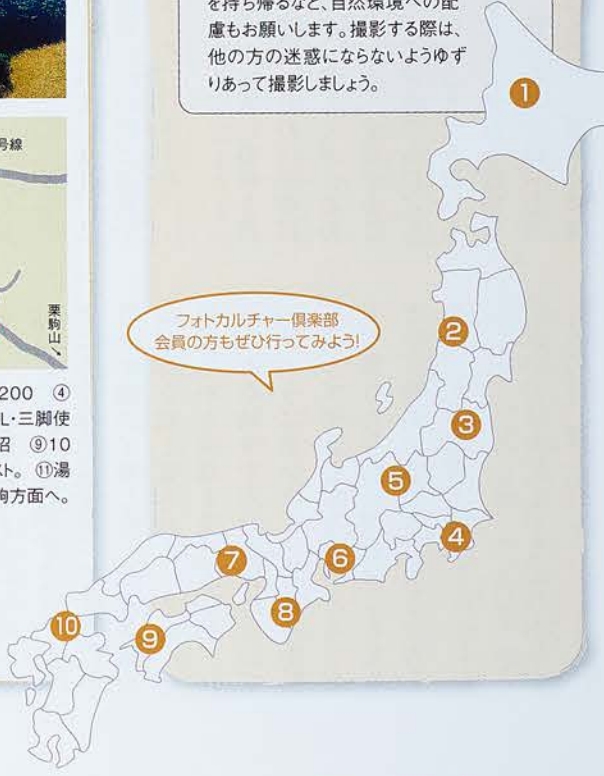 を持ち帰るなど、自然環境への配
慮もお願いします。撮影する際は、
他の方の迷惑にならないようゆず
りあって撮影しましょう。
号線
栗駒山
200 ④
L・三脚使
沼 ⑨10
スト。 ⑪湯
駒方面へ。
フォトカルチャー倶楽部
会員の方もぜひ行ってみよう!
1
2
3
4
5
6
7
8
9
10